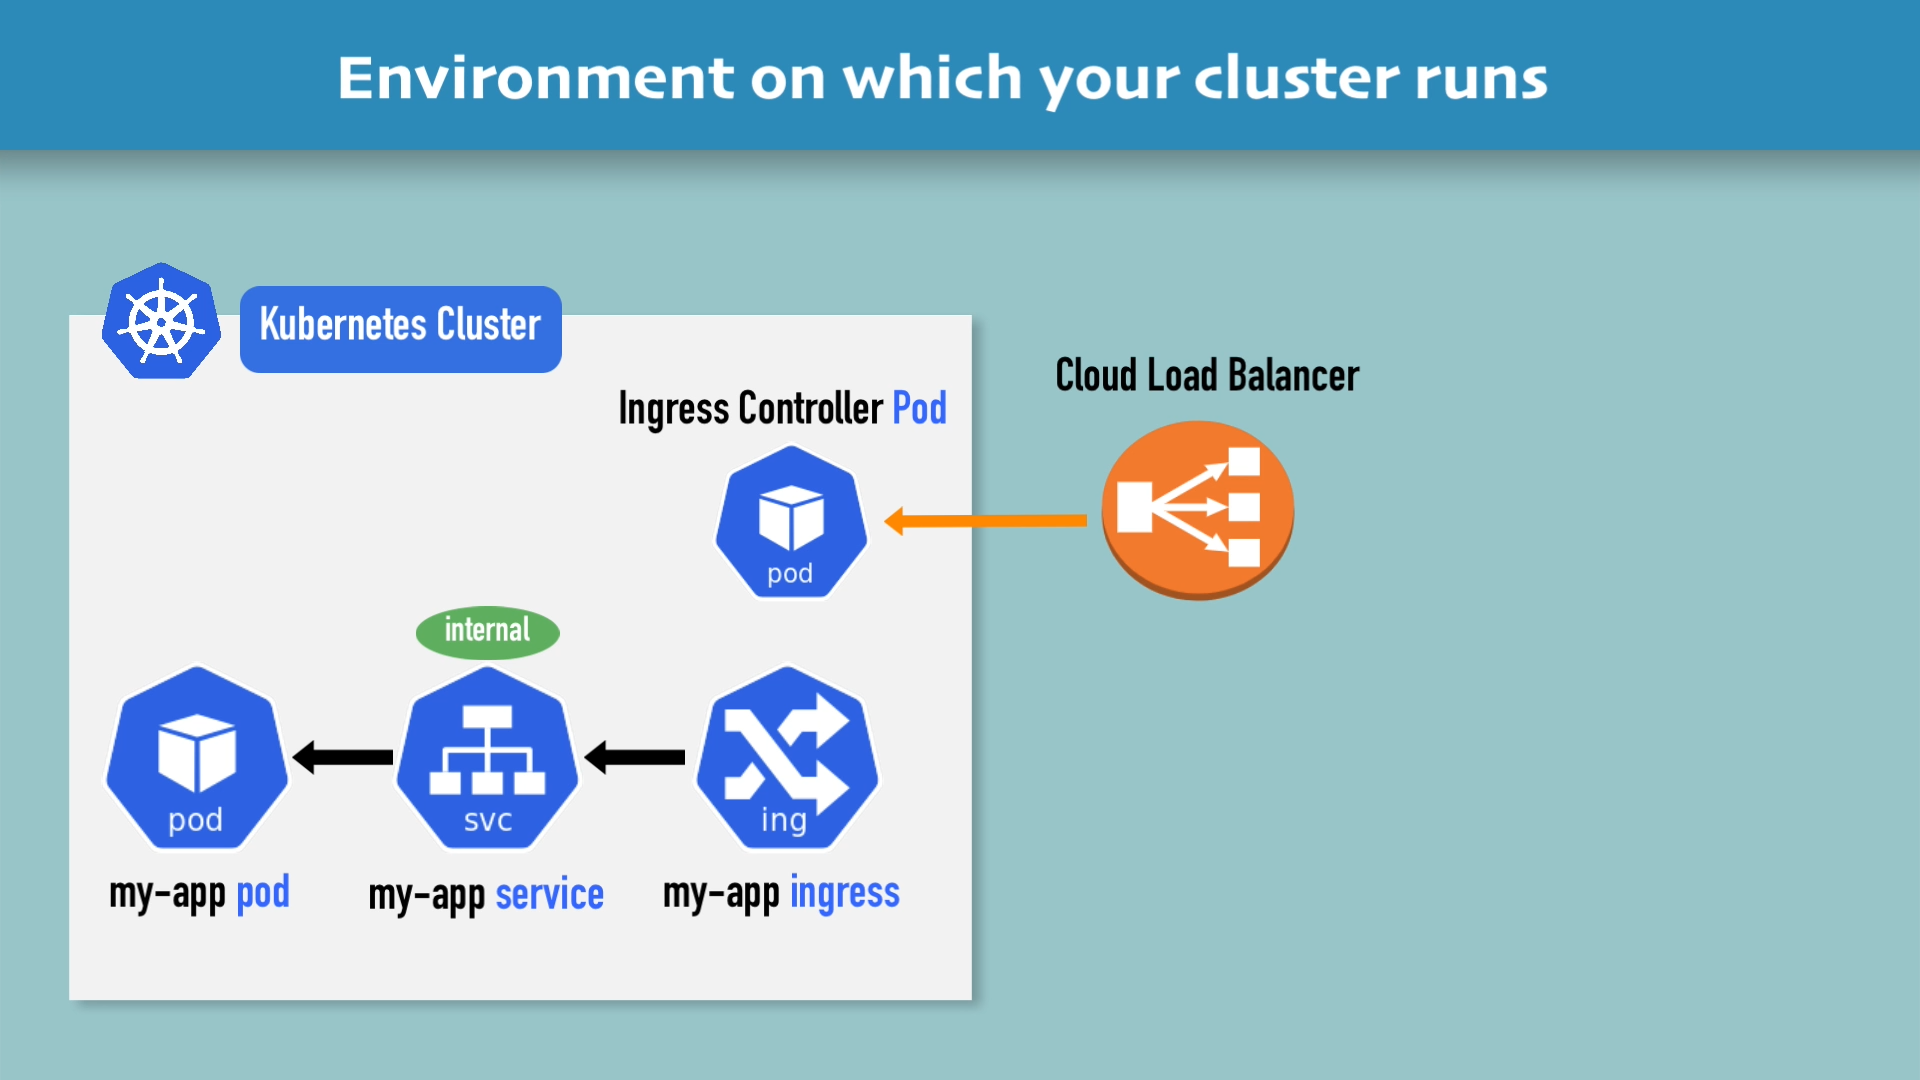 Environment on which your cluster runs
Kubernetes Cluster
Cloud Load Balancer
Ingress Controller Pod
pod
internal
pod
svc
ing
my-app pod
my-app service
my-app ingress